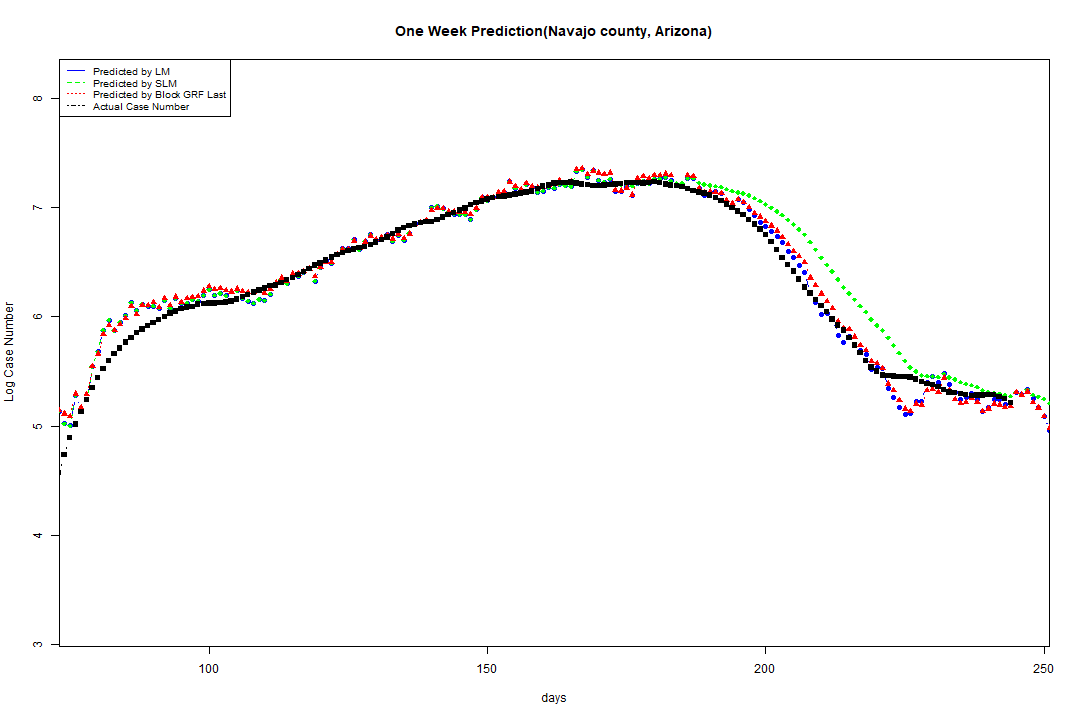 One Week Prediction(Navajo county, Arizona)
Predicted by LM
Predicted by SLM
Predicted by Block GRF Last
Actual Case Number
8
7
6
5
4
3
Log Case Number
100 150 200 250
days